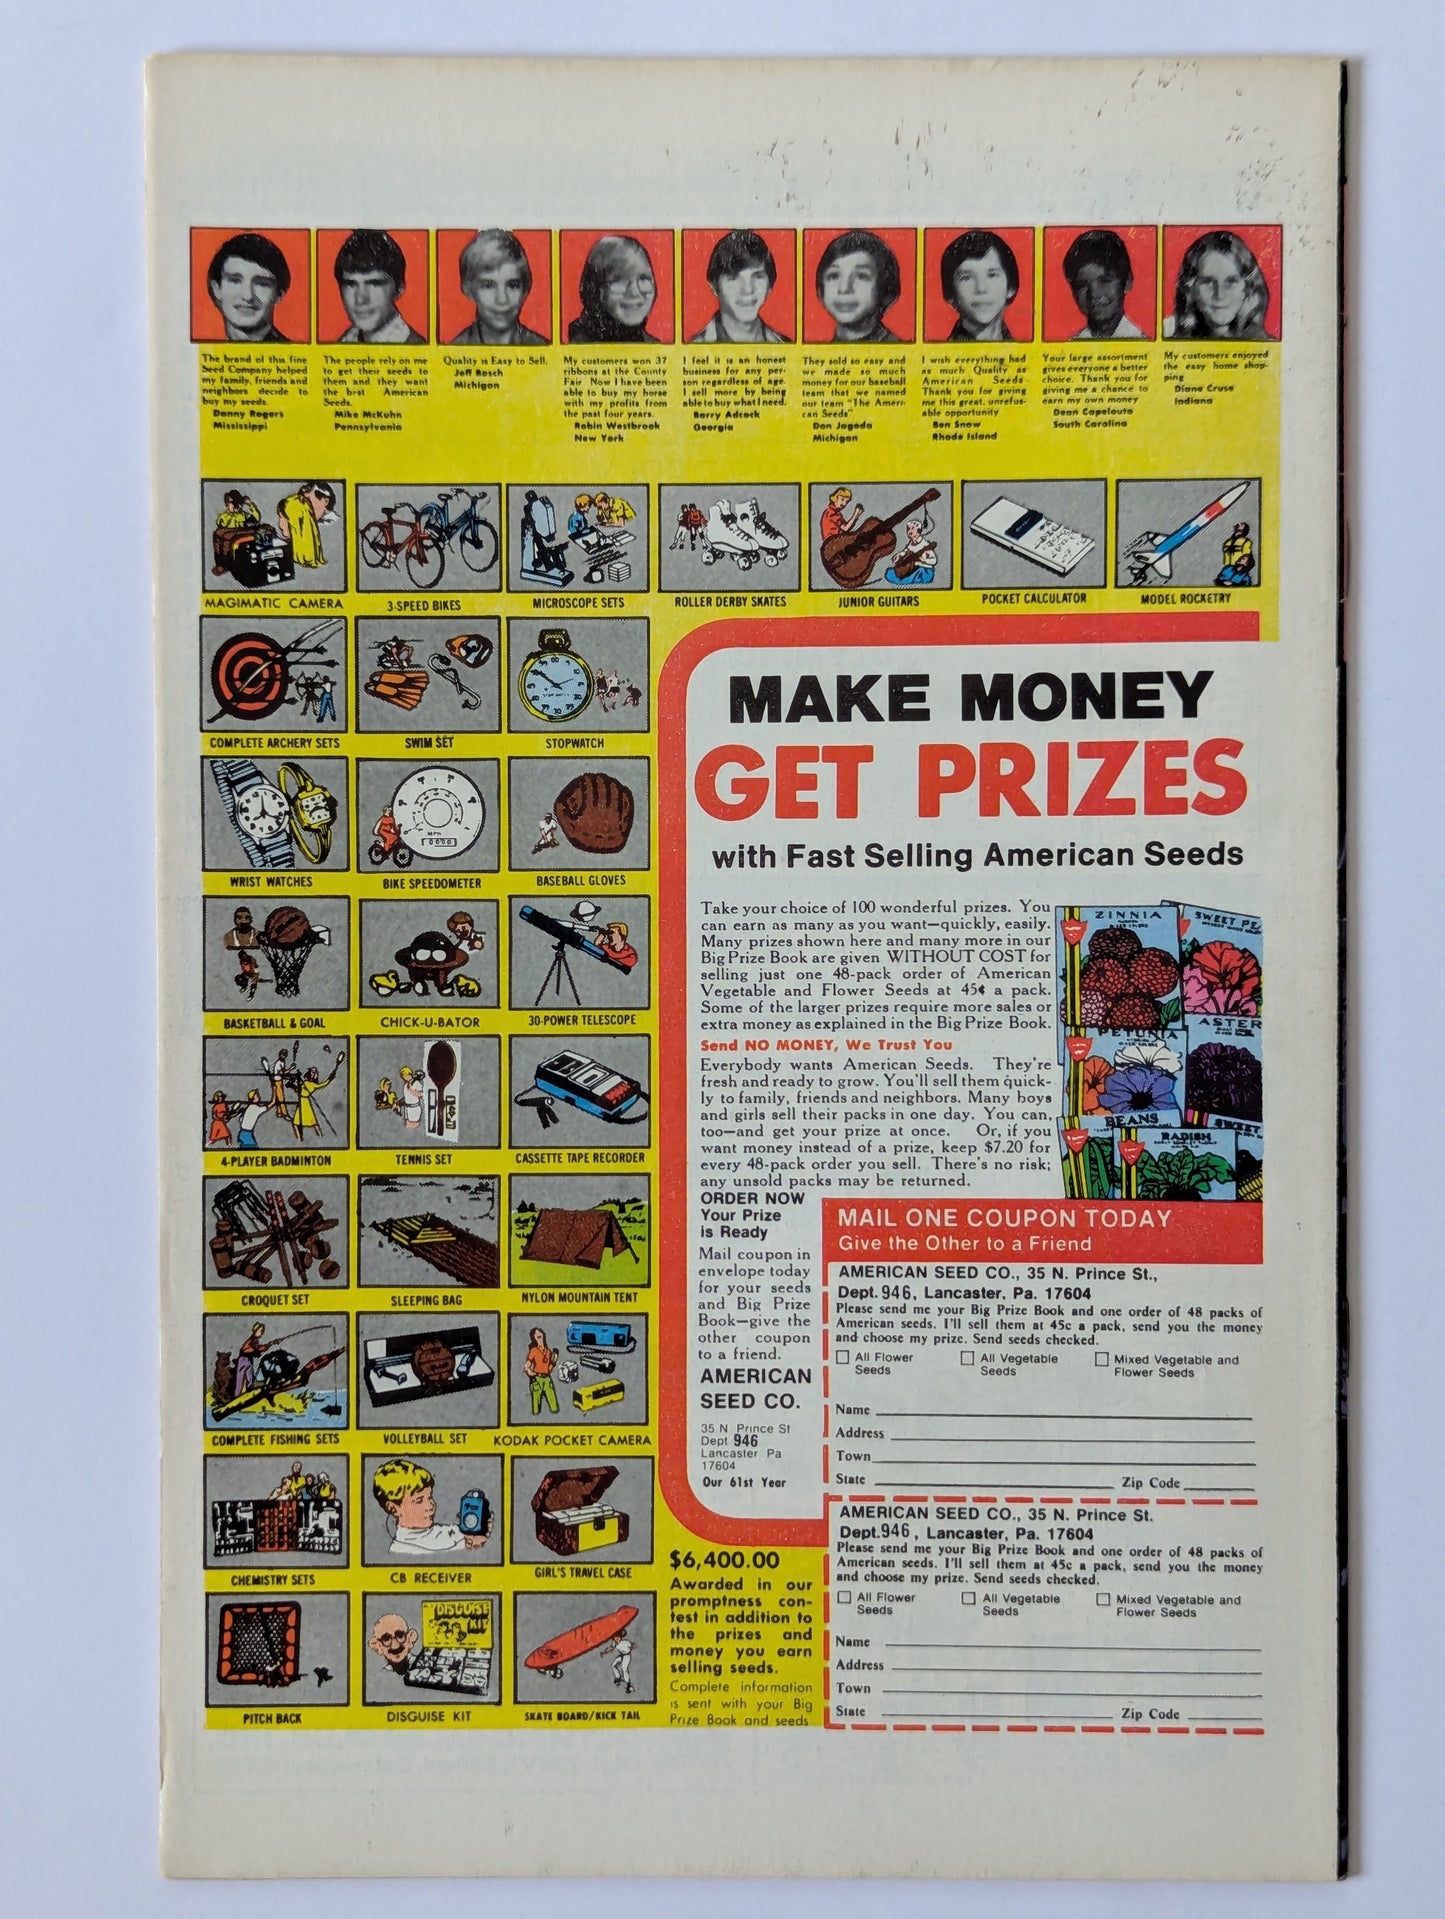 The brand of this fine
Seed Company helped
my family, friends and
neighbors decide to
buy my seeds.
Danny Rogers
Mississippi
The people rely on me
to get their seeds to
them and they want
the brst American
Seeds.
Mike McKuhn
Pennsylvania
Quality is Easy to Sell.
Jeff Rosch
Michigan
My customers won 37
ribbons at the County
Fair Now I have been
able to buy my horse
with my profits from
the past four years.
Robin Westbrook
New York
I feel it is an honest
business for any per-
son regardless of age.
I sell more by being
able to buy what I need.
Barry Adcock
Georgia
They sold so easy and
we made so much
money for our baseball
team that we named
our team "The Ameri-
can Seeds"
Don Jagoda
Michigan
I wish everything had
as much Quality as
American Seeds
Thank you for giving
me this great, unrefus-
able opportunity
Ben Snow
Rhode Island
Your large assortment
gives everyone a better
choice. Thank you for
giving me a chance to
earn my own money
Dean Copeloute
South Carolina
My customers enjoyed
the easy home shop-
ping
Diane Cruse
Indiana
MAGIMATIC CAMERA
3-SPEED BIKES
MICROSCOPE SETS
ROLLER DERBY SKATES
JUNIOR GUITARS
POCKET CALCULATOR
MODEL ROCKETRY
COMPLETE ARCHERY SETS
SWIM SET
STOPWATCH
WRIST WATCHES
MPH
0000
BIKE SPEEDOMETER
BASEBALL GLOVES
BASKETBALL & GOAL
CHICK-U-BATOR
30-POWER TELESCOPE
4-PLAYER BADMINTON
TENNIS SET
CASSETTE TAPE RECORDER
CROQUET SET
SLEEPING BAG
NYLON MOUNTAIN TENT
COMPLETE FISHING SETS
VOLLEYBALL SET
KODAK POCKET CAMERA
CHEMISTRY SETS
CB RECEIVER
GIRL'S TRAVEL CASE
PITCH BACK
DISGUISE
KIT
DISGUISE KIT
SKATE BOARD/KICK TAIL
MAKE MONEY
GET PRIZES
with Fast Selling American Seeds
Take your choice of 100 wonderful prizes. You
can earn as many as you want—quickly, easily.
Many prizes shown here and many more in our
Big Prize Book are given WITHOUT COST for
selling just one 48-pack order of American
Vegetable and Flower Seeds at 45¢ a pack.
Some of the larger prizes require more sales or
extra money as explained in the Big Prize Book.
Send NO MONEY, We Trust You
Everybody wants American Seeds. They're
fresh and ready to grow. You'll sell them quick-
ly to family, friends and neighbors. Many boys
and girls sell their packs in one day. You can,
too—and get your prize at once. Or, if you
want money instead of a prize, keep $7.20 for
every 48-pack order you sell. There's no risk;
any unsold packs may be returned.
ZINNIA
SWEET PE
ASTER
PETUNIA
BEANS
SWEET
RADISH
ORDER NOW
Your Prize
is Ready
Mail coupon in
envelope today
for your seeds
and Big Prize
Book—give the
other coupon
to a friend.
AMERICAN
SEED CO.
35 N Prince St
Dept 946
Lancaster Pa
17604
Our 61st Year
MAIL ONE COUPON TODAY
Give the Other to a Friend
AMERICAN SEED CO., 35 N. Prince St.,
Dept. 946, Lancaster, Pa. 17604
Please send me your Big Prize Book and one order of 48 packs of
American seeds. I'll sell them at 45c a pack, send you the money
and choose my prize. Send seeds checked.
All Flower
Seeds
All Vegetable
Seeds
Mixed Vegetable and
Flower Seeds
Name
Address
Town
State Zip Code
AMERICAN SEED CO., 35 N. Prince St.
Dept.946, Lancaster, Pa. 17604
Please send me your Big Prize Book and one order of 48 packs of
American seeds. I'll sell them at 45c a pack, send you the money
and choose my prize. Send seeds checked.
All Flower
Seeds
All Vegetable
Seeds
Mixed Vegetable and
Flower Seeds
Name
Address
Town
State Zip Code
$6,400.00
Awarded in our
promptness con-
test in addition to
the prizes and
money you earn
selling seeds.
Complete information
is sent with your Big
Prize Book and seeds